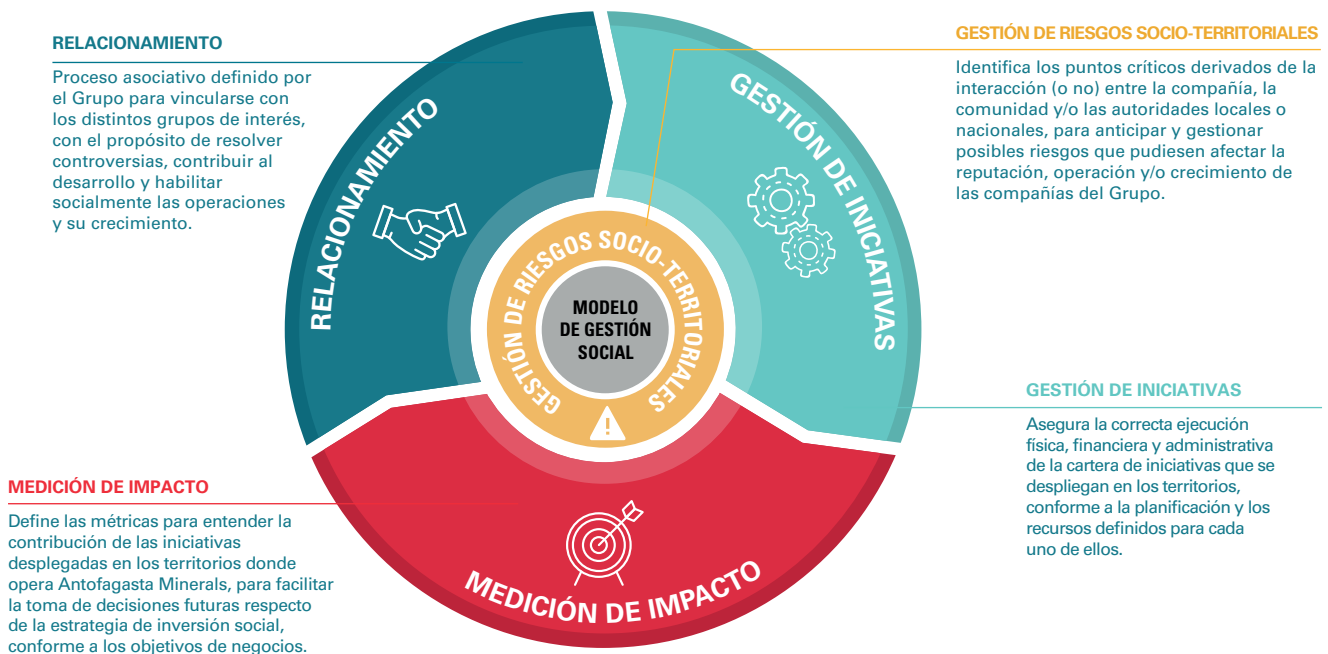 RELACIONAMIENTO
Proceso asociativo definido por
el Grupo para vincularse con
los distintos grupos de interés,
con el propósito de resolver
controversias, contribuir al
desarrollo y habilitar
socialmente las operaciones
y su crecimiento.
GESTIÓN DE RIESGOS SOCIO-TERRITORIALES
Identifica los puntos críticos derivados de la
interacción (o no) entre la compañía, la
comunidad y/o las autoridades locales o
nacionales, para anticipar y gestionar
posibles riesgos que pudiesen afectar la
reputación, operación y/o crecimiento de
las compañías del Grupo.
RELACIONAMIENTO
GESTIÓN DE INICIATIVAS
GESTIÓN DE RIESGOS SOCIO-TERRITORIALES
MODELO
DE GESTIÓN
SOCIAL
MEDICIÓN DE IMPACTO
GESTIÓN DE INICIATIVAS
Asegura la correcta ejecución
física, financiera y administrativa
de la cartera de iniciativas que se
despliegan en los territorios,
conforme a la planificación y los
recursos definidos para cada
uno de ellos.
MEDICIÓN DE IMPACTO
Define las métricas para entender la
contribución de las iniciativas
desplegadas en los territorios donde
opera Antofagasta Minerals, para facilitar
la toma de decisiones futuras respecto
de la estrategia de inversión social,
conforme a los objetivos de negocios.